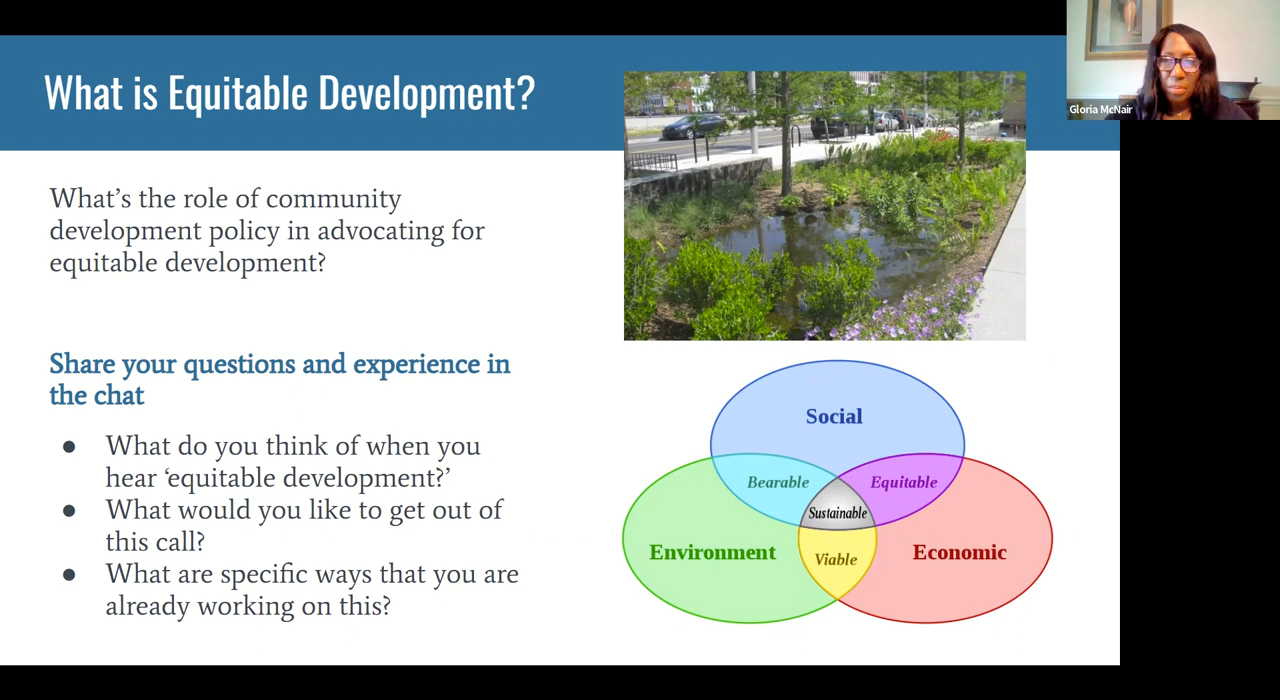 What is Equitable Development?
Gloria McNair
What's the role of community
development policy in advocating for
equitable development?
Share your questions and experience in
the chat
● What do you think of when you
hear ‘equitable development?’
● What would you like to get out of
this call?
● What are specific ways that you are
already working on this?
Social
Bearable
Equitable
Sustainable
Environment
Economic
Viable